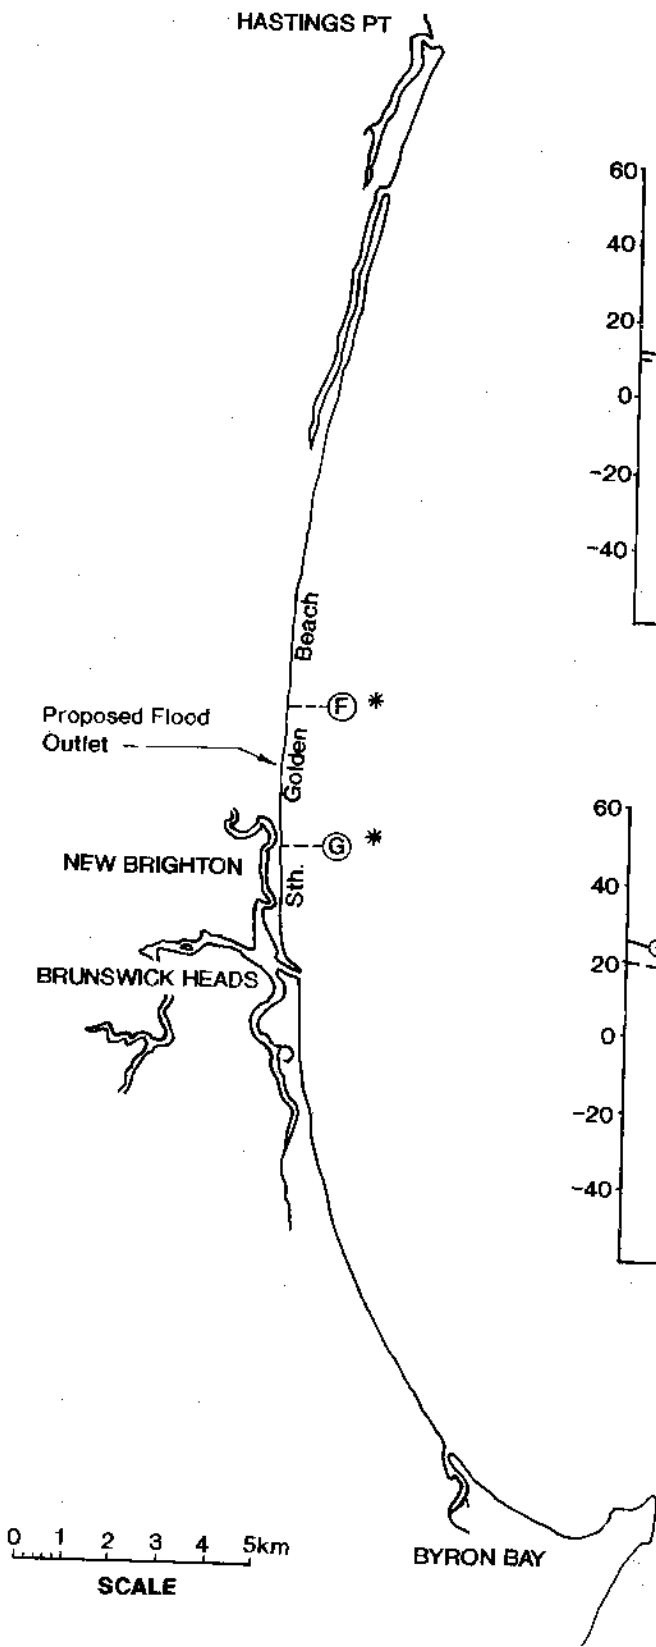 HASTINGS PT
60
40
20
0
-20
-40
Beach
F *
Proposed Flood
Outlet
Golden
60
G *
NEW BRIGHTON
Sth.
40
20
BRUNSWICK HEADS
0
-20
-40
0 1 2 3 4 5km
SCALE
BYRON BAY